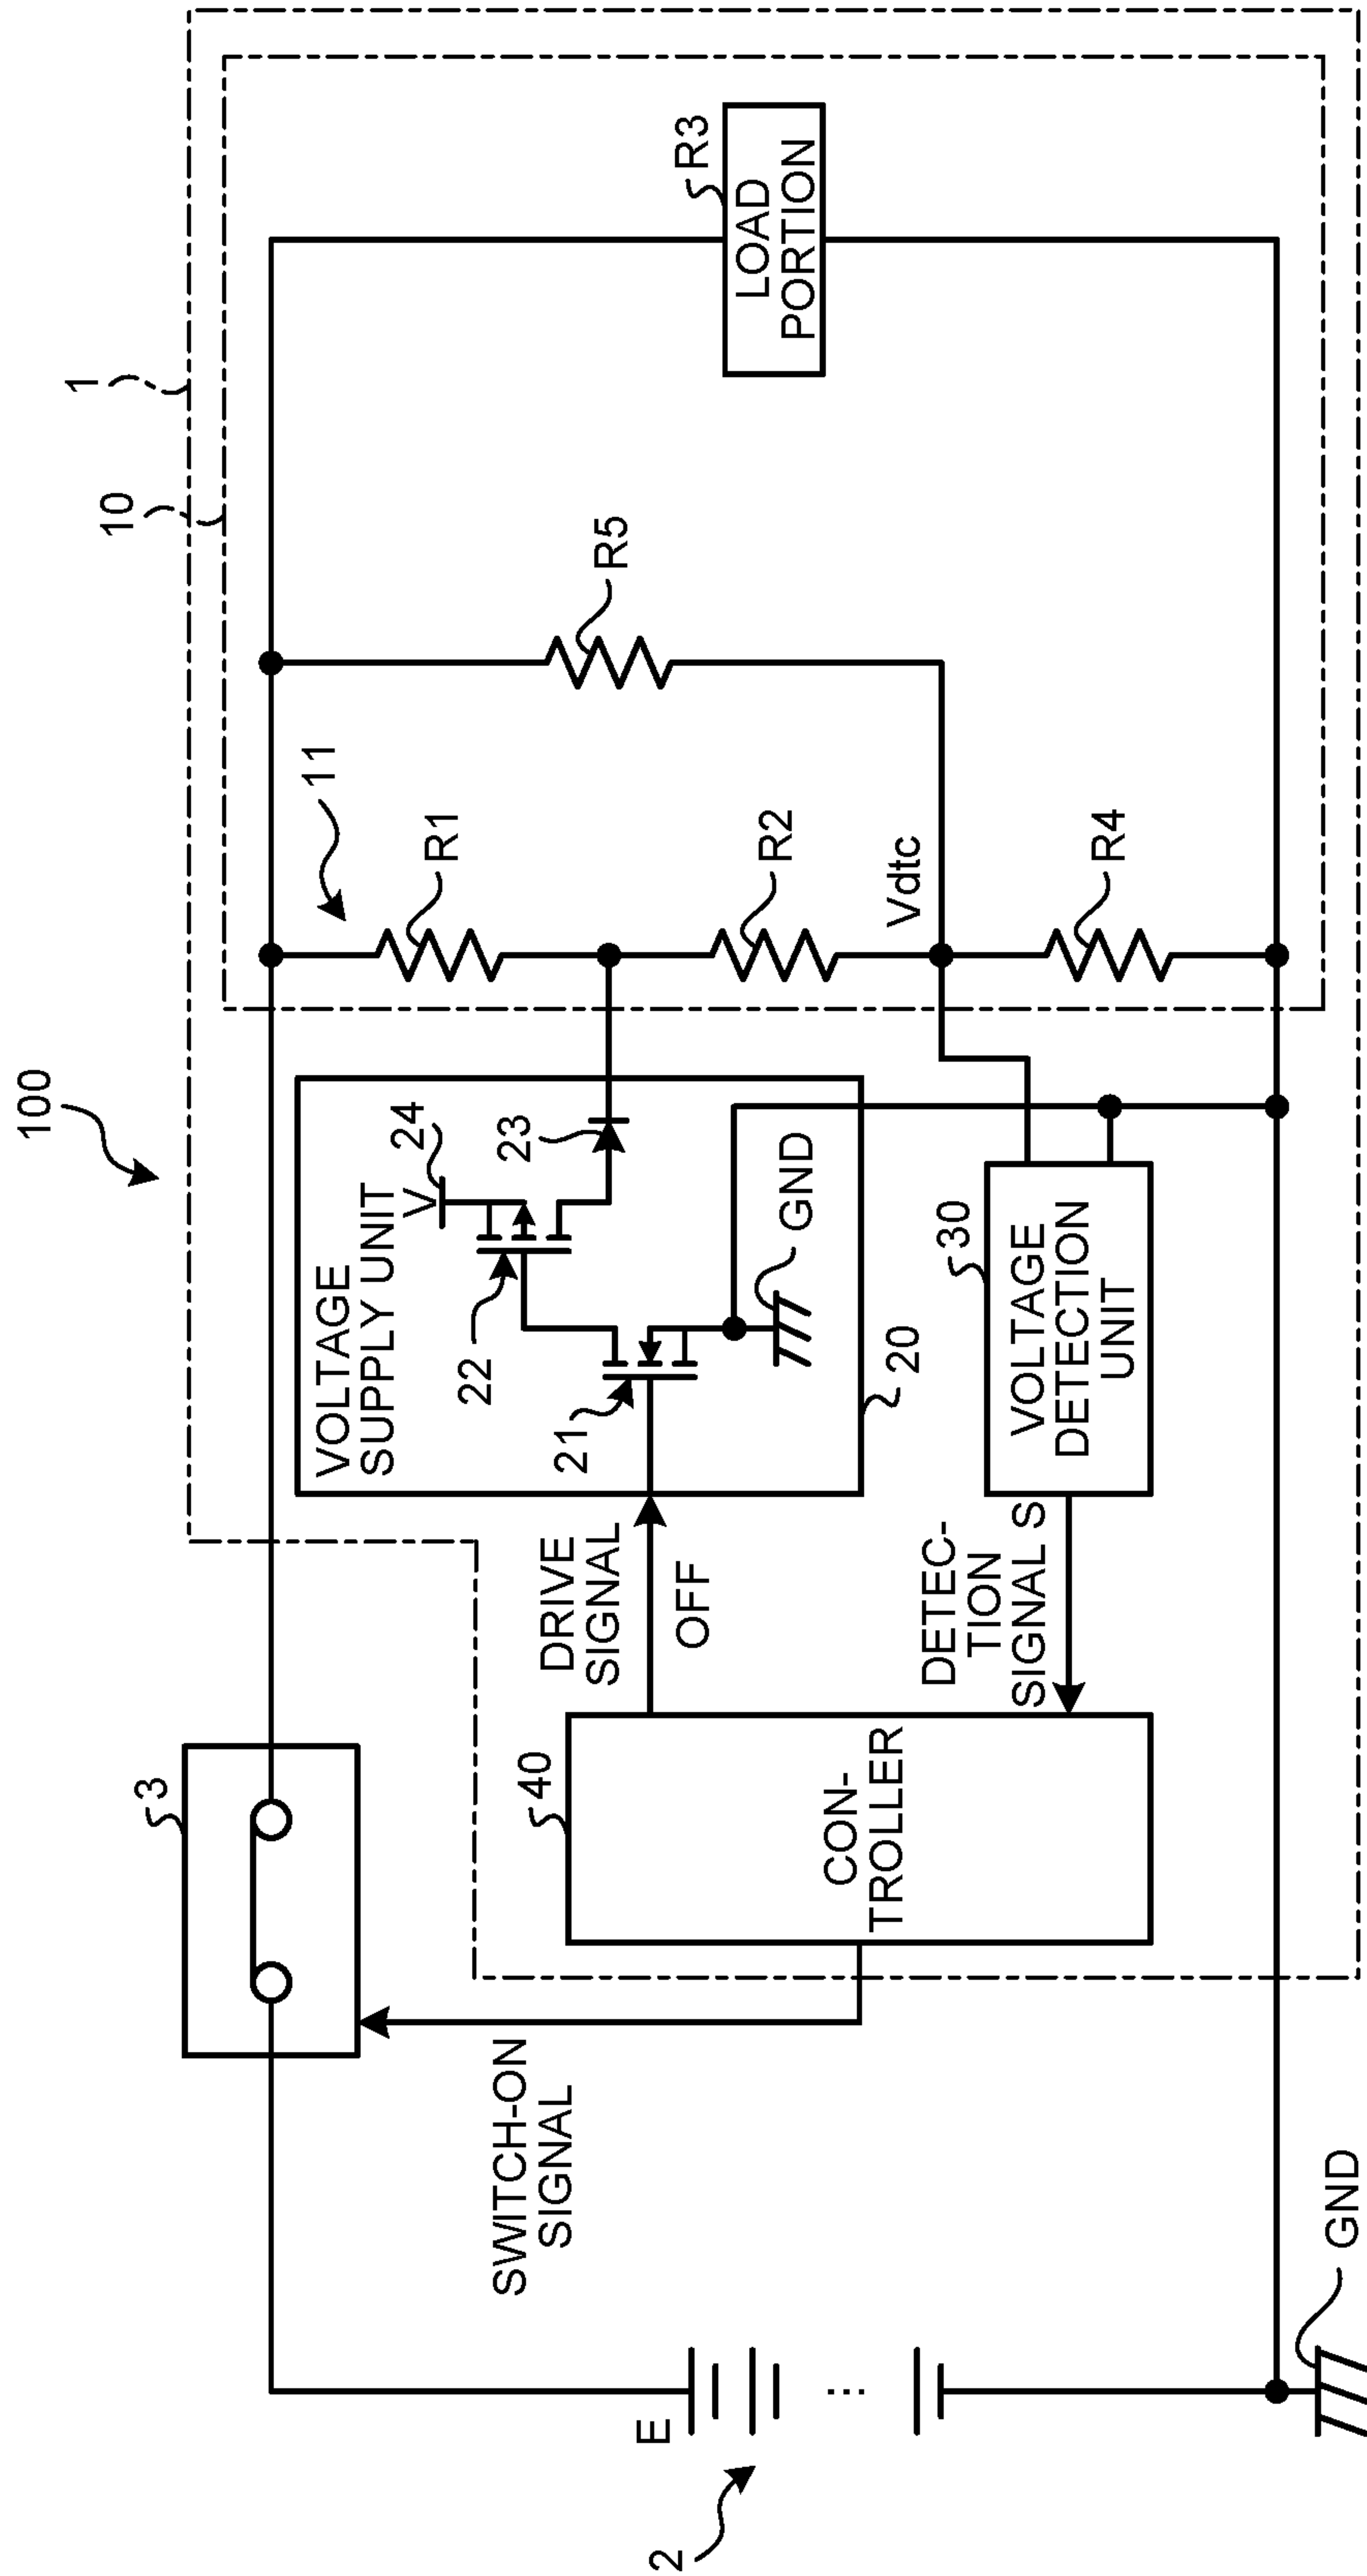 100
1
10
3
SWITCH-ON
SIGNAL
E
2
GND
40
CON-
TROLLER
DRIVE
SIGNAL
OFF
DETEC-
TION
SIGNAL S
VOLTAGE
SUPPLY UNIT
V
24
22
23
21
GND
20
30
VOLTAGE
DETECTION
UNIT
11
R1
R2
Vdtc
R4
R5
R3
LOAD
PORTION